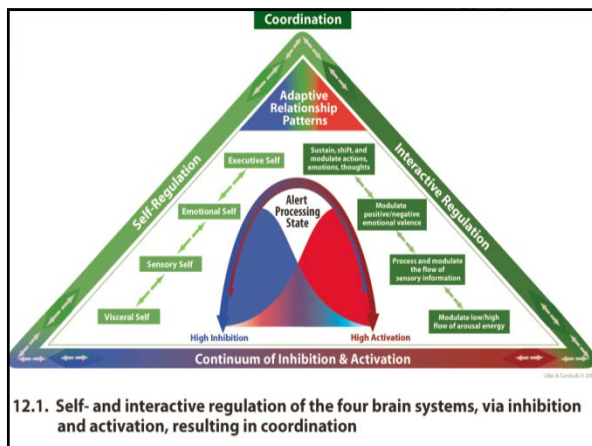 Coordination
Adaptive
Relationship
Patterns
Self-Regulation
Interactive Regulation
Executive Self
Emotional Self
Sensory Self
Visceral Self
Sustain, shift, and
modulate actions,
emotions, thoughts
Modulate
positive/negative
emotional valence
Process and modulate
the flow of
sensory information
Modulate low/high
flow of arousal energy
Alert
Processing
State
High Inhibition
High Activation
Continuum of Inhibition & Activation
Lillas & Turnbull, ©
12.1. Self- and interactive regulation of the four brain systems, via inhibition
and activation, resulting in coordination